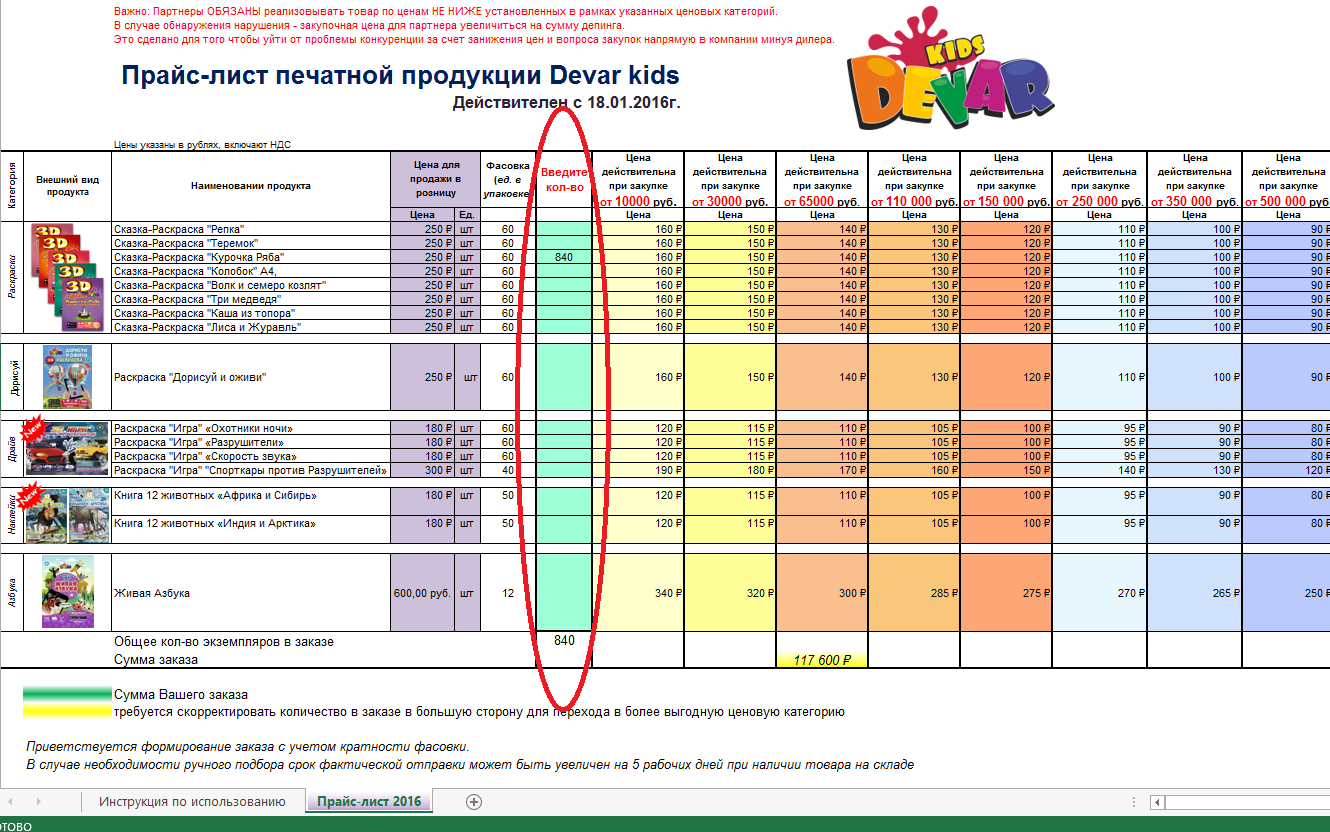 Важно: Партнеры ОБЯЗАНЫ реализовывать товар по ценам НЕ НИЖЕ установленных в рамках указанных ценовых категорий.
В случае обнаружения нарушения - закупочная цена для партнера увеличиться на сумму депинга.
Это сделано для того чтобы уйти от проблемы конкуренции за счет занижения цен и вопроса закупок напрямую в компании минуя дилера.
KIDS
DEVAR
Прайс-лист печатной продукции Devar kids
Действителен с 18.01.2016г.
Цены указаны в рублях, включают НДС
Категория Внешний вид продукта Наименовании продукта Цена для продажи в розницу Фасовка (ед. в упаковке Введите кол-во Цена действительна при закупке от 10000 руб. Цена действительна при закупке от 30000 руб. Цена действительна при закупке от 65000 руб. Цена действительна при закупке от 110 000 руб. Цена действительна при закупке от 150 000 руб. Цена действительна при закупке от 250 000 руб. Цена действительна при закупке от 350 000 руб. Цена действительна при закупке от 500 000 руб.
Цена Ед. Цена Цена Цена Цена Цена Цена Цена Цена
Раскраски
3D
3D
3D
3D
3D
Сказка-Раскраска "Репка" 250 ₽ шт 60 160 ₽ 150 ₽ 140 ₽ 130 ₽ 120 ₽ 110 ₽ 100 ₽ 90 ₽
Сказка-Раскраска "Теремок" 250 ₽ шт 60 160 ₽ 150 ₽ 140 ₽ 130 ₽ 120 ₽ 110 ₽ 100 ₽ 90 ₽
Сказка-Раскраска "Курочка Ряба" 250 ₽ шт 60 840 160 ₽ 150 ₽ 140 ₽ 130 ₽ 120 ₽ 110 ₽ 100 ₽ 90 ₽
Сказка-Раскраска "Колобок" А4, 250 ₽ шт 60 160 ₽ 150 ₽ 140 ₽ 130 ₽ 120 ₽ 110 ₽ 100 ₽ 90 ₽
Сказка-Раскраска "Волк и семеро козлят" 250 ₽ шт 60 160 ₽ 150 ₽ 140 ₽ 130 ₽ 120 ₽ 110 ₽ 100 ₽ 90 ₽
Сказка-Раскраска "Три медведя" 250 ₽ шт 60 160 ₽ 150 ₽ 140 ₽ 130 ₽ 120 ₽ 110 ₽ 100 ₽ 90 ₽
Сказка-Раскраска "Каша из топора" 250 ₽ шт 60 160 ₽ 150 ₽ 140 ₽ 130 ₽ 120 ₽ 110 ₽ 100 ₽ 90 ₽
Сказка-Раскраска "Лиса и Журавль" 250 ₽ шт 60 160 ₽ 150 ₽ 140 ₽ 130 ₽ 120 ₽ 110 ₽ 100 ₽ 90 ₽
Дорисуй
Раскраска "Дорисуй и оживи" 250 ₽ шт 60 160 ₽ 150 ₽ 140 ₽ 130 ₽ 120 ₽ 110 ₽ 100 ₽ 90 ₽
Драйв
New
Раскраска "Игра" «Охотники ночи» 180 ₽ шт 60 120 ₽ 115 ₽ 110 ₽ 105 ₽ 100 ₽ 95 ₽ 90 ₽ 80 ₽
Раскраска "Игра" «Разрушители» 180 ₽ шт 60 120 ₽ 115 ₽ 110 ₽ 105 ₽ 100 ₽ 95 ₽ 90 ₽ 80 ₽
Раскраска "Игра" «Скорость звука» 180 ₽ шт 60 120 ₽ 115 ₽ 110 ₽ 105 ₽ 100 ₽ 95 ₽ 90 ₽ 80 ₽
Раскраска "Игра" "Спорткары против Разрушителей» 300 ₽ шт 40 190 ₽ 180 ₽ 170 ₽ 160 ₽ 150 ₽ 140 ₽ 130 ₽ 120 ₽
Наклейки
New
Книга 12 животных «Африка и Сибирь» 180 ₽ шт 50 120 ₽ 115 ₽ 110 ₽ 105 ₽ 100 ₽ 95 ₽ 90 ₽ 80 ₽
Книга 12 животных «Индия и Арктика» 180 ₽ шт 50 120 ₽ 115 ₽ 110 ₽ 105 ₽ 100 ₽ 95 ₽ 90 ₽ 80 ₽
Азбука
Живая Азбука 600,00 руб. шт 12 340 ₽ 320 ₽ 300 ₽ 285 ₽ 275 ₽ 270 ₽ 265 ₽ 250 ₽
Общее кол-во экземпляров в заказе 840
Сумма заказа 117 600 ₽
Сумма Вашего заказа
требуется скорректировать количество в заказе в большую сторону для перехода в более выгодную ценовую категорию
Приветствуется формирование заказа с учетом кратности фасовки.
В случае необходимости ручного подбора срок фактической отправки может быть увеличен на 5 рабочих дней при наличии товара на складе
Инструкция по использованию Прайс-лист 2016
ОТОВО